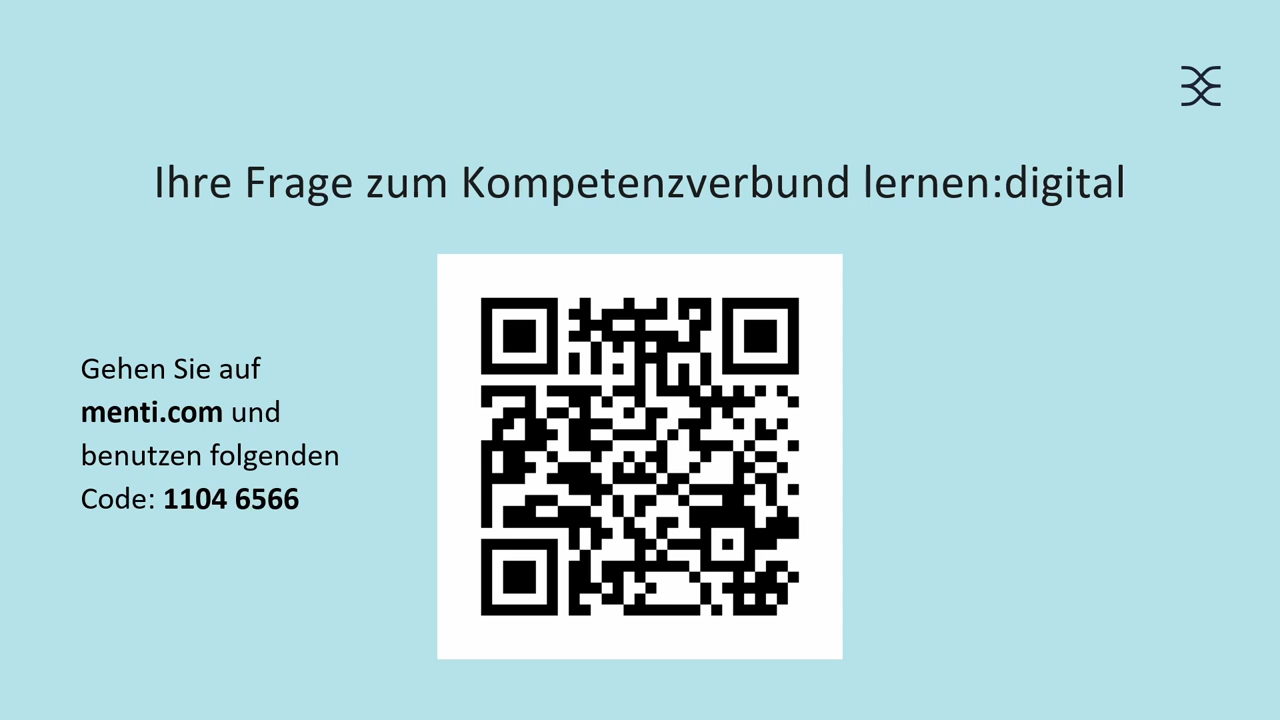 Ihre Frage zum Kompetenzverbund lernen:digital
Gehen Sie auf
menti.com und
benutzen folgenden
Code: 1104 6566